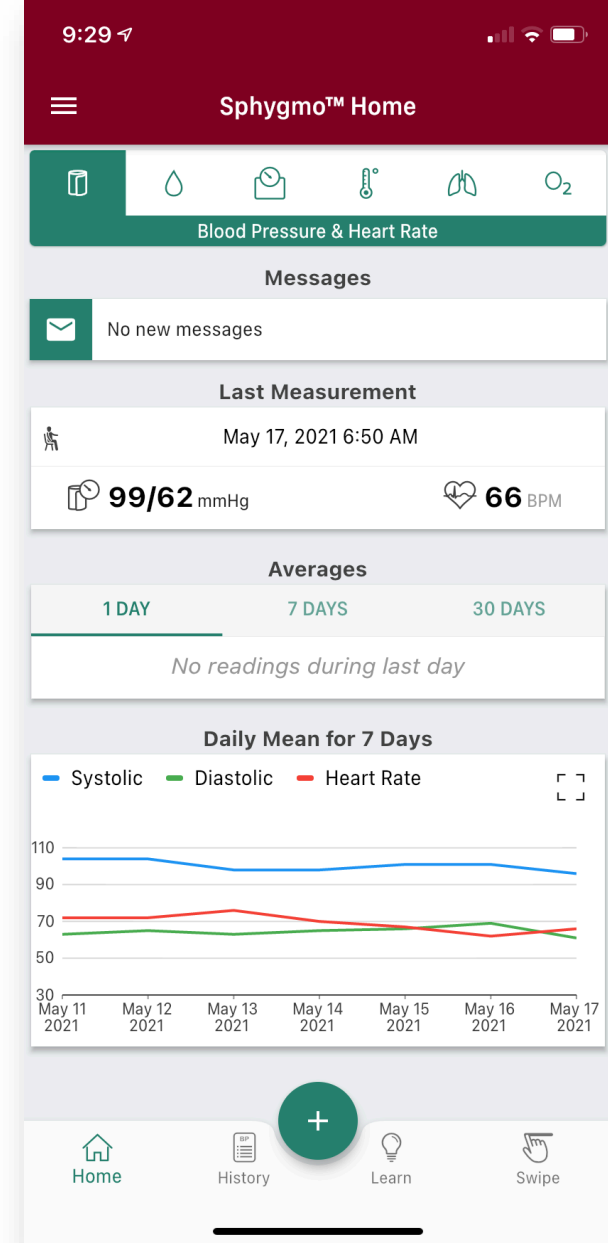 9:29
Sphygmo™ Home
O2
Blood Pressure & Heart Rate
Messages
No new messages
Last Measurement
May 17, 2021 6:50 AM
99/62 mmHg 66 BPM
Averages
1 DAY 7 DAYS 30 DAYS
No readings during last day
Daily Mean for 7 Days
Systolic Diastolic Heart Rate
110
90
70
50
30
May 11 May 12 May 13 May 14 May 15 May 16 May 17
2021 2021 2021 2021 2021 2021 2021
+
BP
Home History Learn Swipe